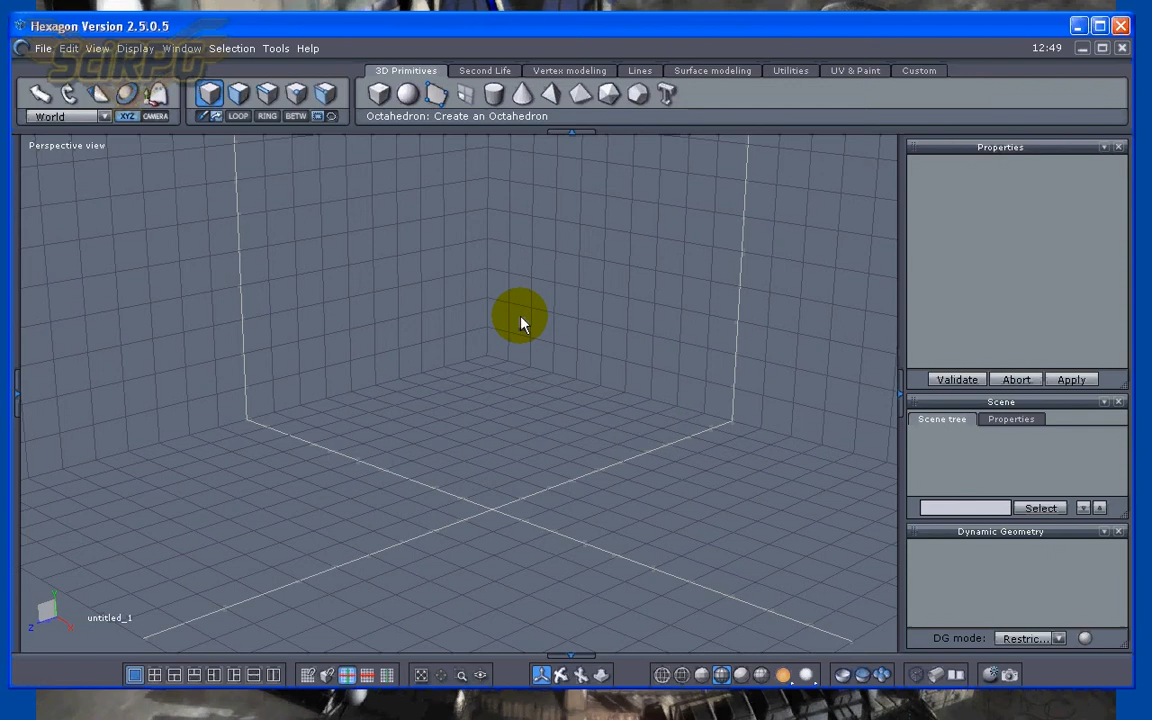 Hexagon Version 2.5.0.5
SCIRPG
File Edit View Display Window Selection Tools Help 12:49
3D Primitives Second Life Vertex modeling Lines Surface modeling Utilities UV & Paint Custom
World XYZ CAMERA LOOP RING BETW Octahedron: Create an Octahedron
Perspective view
Properties
Validate Abort Apply
Scene
Scene tree Properties
Select
Dynamic Geometry
Y
Z X
untitled_1
DG mode: Restric...